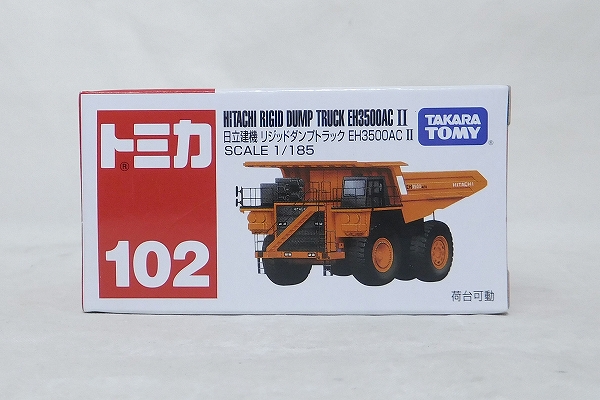 トミカ
®
102
HITACHI RIGID DUMP TRUCK EH3500AC II
日立建機 リジッドダンプトラック EH3500AC II
SCALE 1/185
TAKARA
TOMY
®
HITACHI
荷台可動